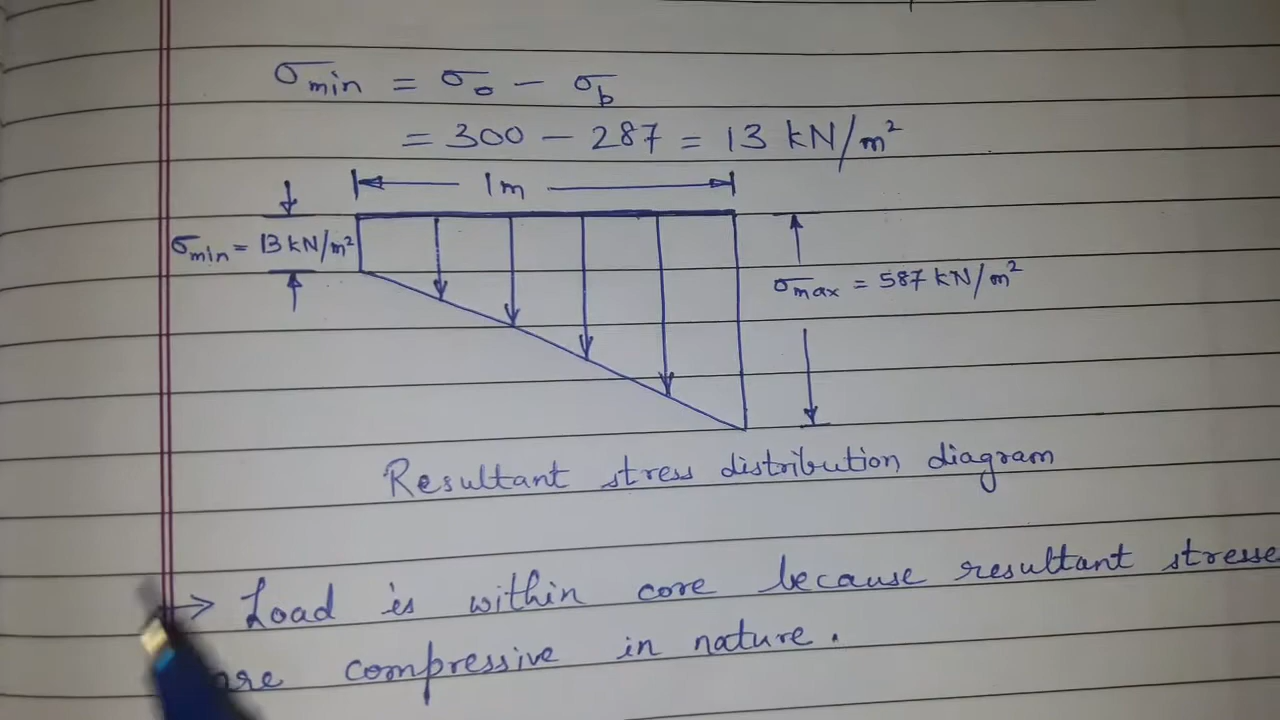 σmin = σo - σb
= 300 - 287 = 13 kN/m²
1m
σmin = 13 kN/m²
σmax = 587 kN/m²
Resultant stress distribution diagram
→ Load is within core because resultant stresse
are compressive in nature.